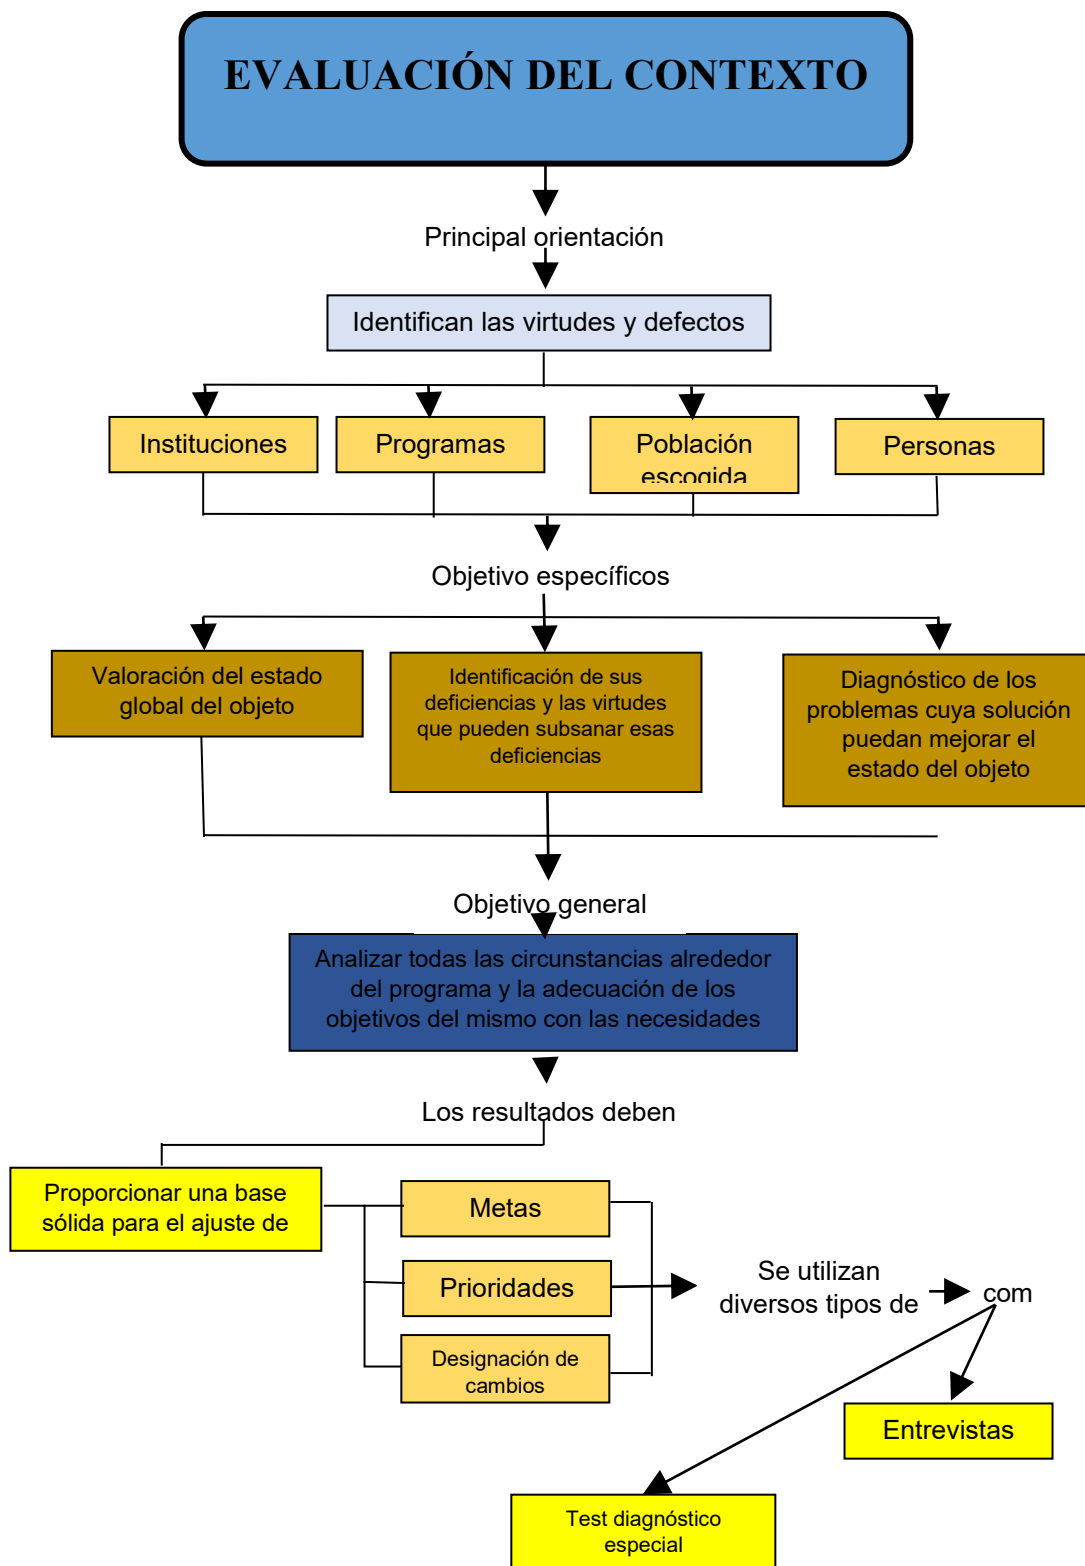 EVALUACIÓN DEL CONTEXTO
Principal orientación
Identifican las virtudes y defectos
Instituciones
Programas
Población
escogida
Personas
Objetivo específicos
Valoración del estado
global del objeto
Identificación de sus
deficiencias y las virtudes
que pueden subsanar esas
deficiencias
Diagnóstico de los
problemas cuya solución
puedan mejorar el
estado del objeto
Objetivo general
Analizar todas las circunstancias alrededor
del programa y la adecuación de los
objetivos del mismo con las necesidades
Los resultados deben
Proporcionar una base
sólida para el ajuste de
Metas
Prioridades
Designación de
cambios
Se utilizan
diversos tipos de
com
Entrevistas
Test diagnóstico
especial